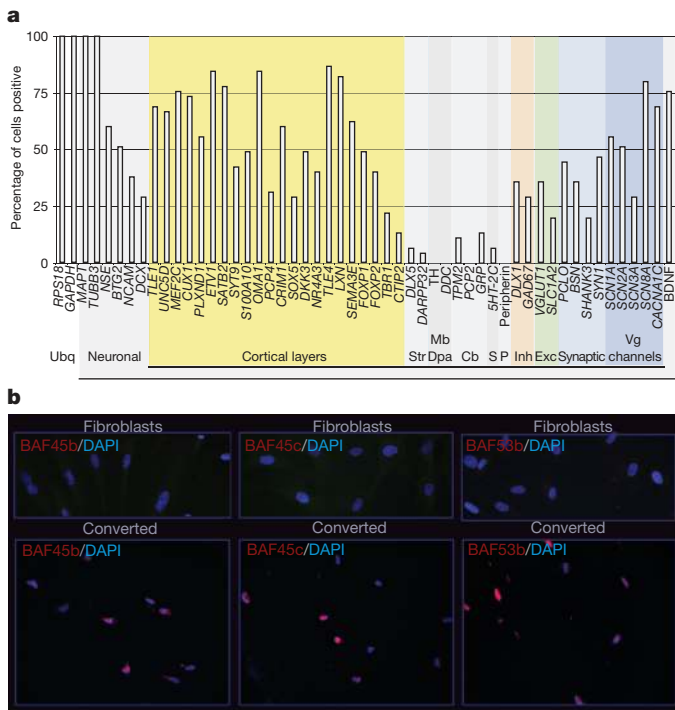 a
Percentage of cells positive
100
75
50
25
0
RPS18
GAPDH
MAPT
TUBB3
NSE
BTG2
NCAM
DCX
TLE1
UNC5D
MEF2C
CUX1
PLXND1
ETV1
SATB2
SYT9
S100A10
OMA1
PCP4
CRIM1
SOX5
DKK3
NR4A3
TLE4
LXN
SEMA3E
FOXP1
FOXP2
TBR1
CTIP2
DLX5
DARPP32
TH
DDC
TPM2
PCP2
GRP
5HT-2C
Peripherin
DLX1
GAD67
VGLUT1
SLC1A2
PCLO
BSN
SHANK3
SYN1
SCN1A
SCN2A
SCN3A
SCN8A
CACNA1C
BDNF
Mb Vg
Ubq Neuronal Cortical layers Str Dpa Cb S P Inh Exc Synaptic channels
b
Fibroblasts Fibroblasts Fibroblasts
BAF45b/DAPI BAF45c/DAPI BAF53b/DAPI
Converted Converted Converted
BAF45b/DAPI BAF45c/DAPI BAF53b/DAPI